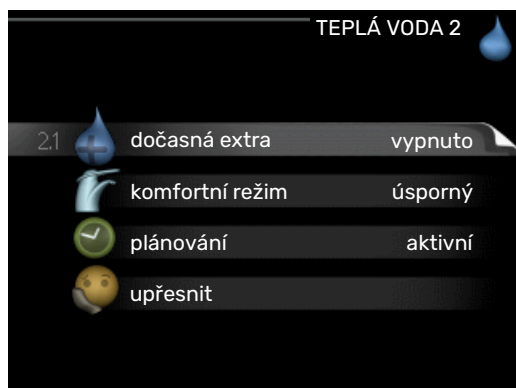 TEPLÁ VODA 2
2.1 dočasná extra vypnuto
komfortní režim úsporný
plánování aktivní
upřesnit